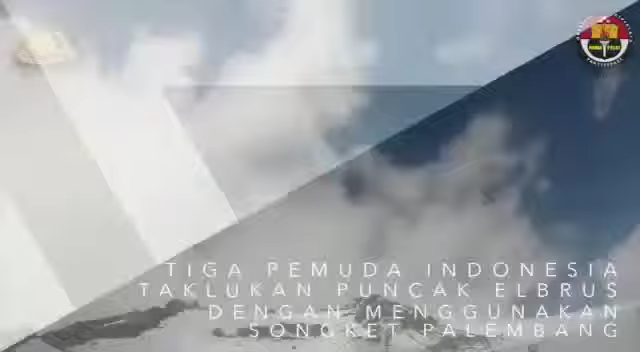 TIGA PEMUDA INDONESIA
TAKLUKAN PUNCAK ELBRUS
DENGAN MENGGUNAKAN
SONGKET PALEMBANG